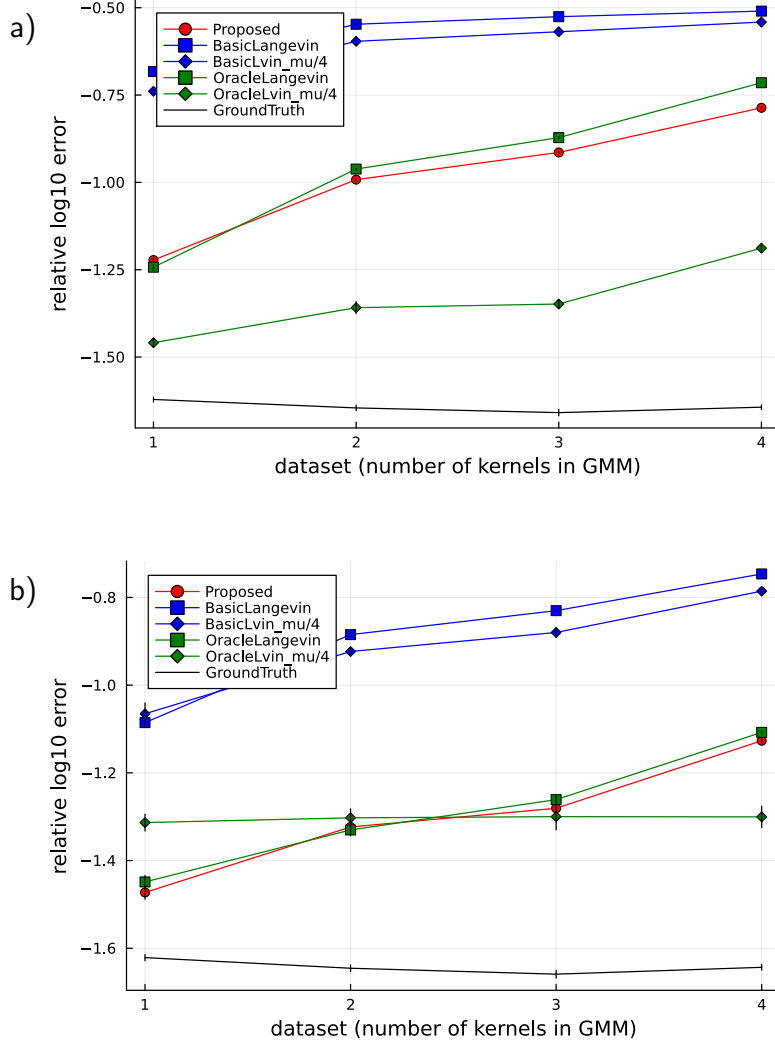 a)
Proposed
BasicLangevin
BasicLvin_mu/4
OracleLangevin
OracleLvin_mu/4
GroundTruth
−0.50
−0.75
−1.00
−1.25
−1.50
relative log10 error
1 2 3 4
dataset (number of kernels in GMM)
b)
Proposed
BasicLangevin
BasicLvin_mu/4
OracleLangevin
OracleLvin_mu/4
GroundTruth
−0.8
−1.0
−1.2
−1.4
−1.6
relative log10 error
1 2 3 4
dataset (number of kernels in GMM)